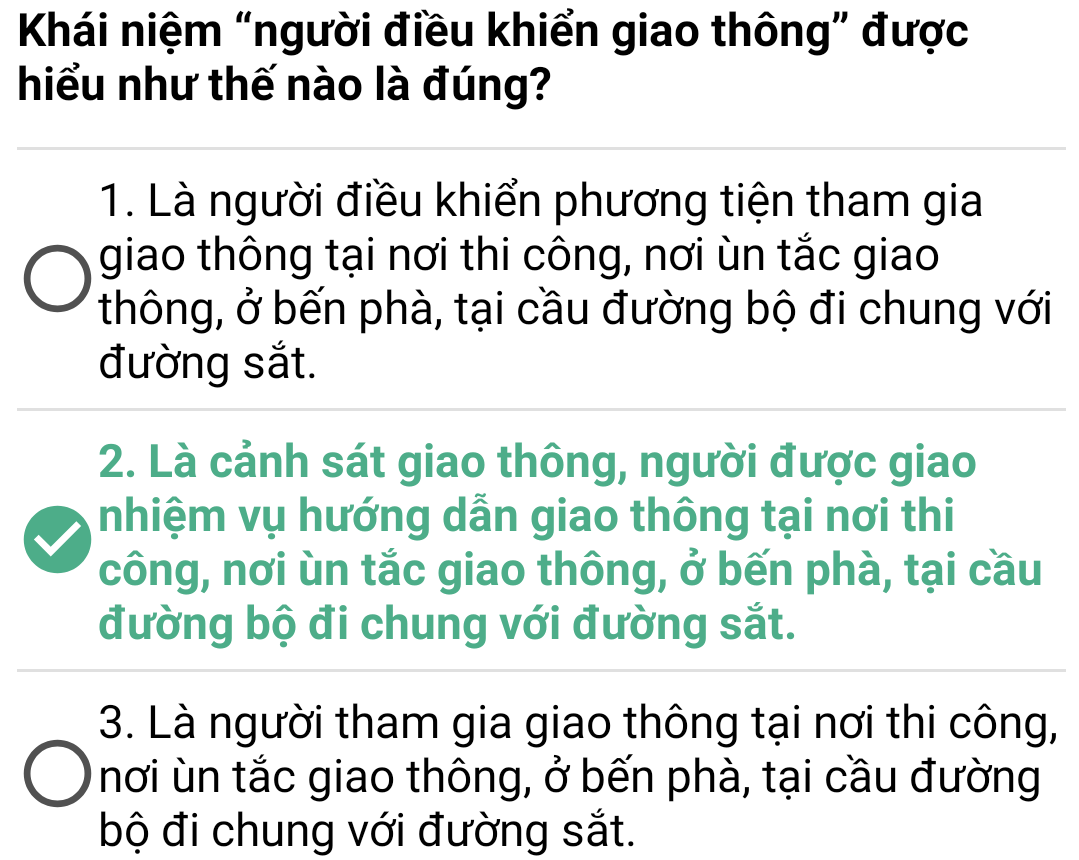 Khái niệm “người điều khiển giao thông” được
hiểu như thế nào là đúng?
1. Là người điều khiển phương tiện tham gia
giao thông tại nơi thi công, nơi ùn tắc giao
thông, ở bến phà, tại cầu đường bộ đi chung với
đường sắt.
2. Là cảnh sát giao thông, người được giao
nhiệm vụ hướng dẫn giao thông tại nơi thi
công, nơi ùn tắc giao thông, ở bến phà, tại cầu
đường bộ đi chung với đường sắt.
3. Là người tham gia giao thông tại nơi thi công,
nơi ùn tắc giao thông, ở bến phà, tại cầu đường
bộ đi chung với đường sắt.